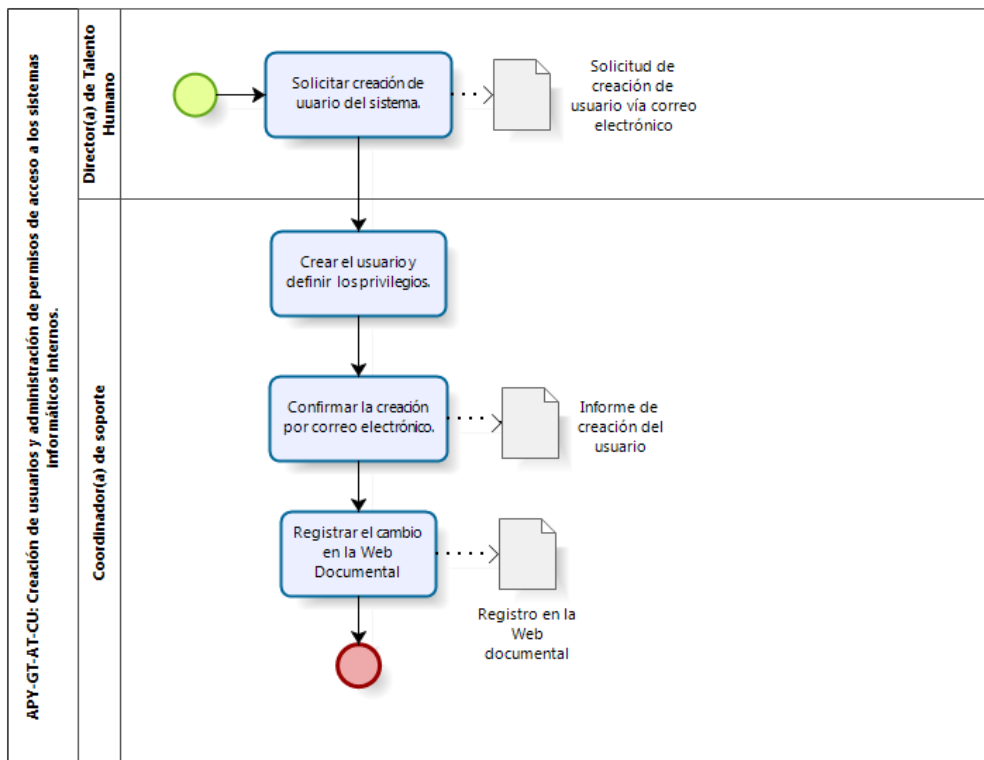 APY-GT-AT-CU: Creación de usuarios y administración de permisos de acceso a los sistemas
informáticos internos.
Director(a) de Talento
Humano
Solicitar creación de
uuario del sistema.
Solicitud de
creación de
usuario vía correo
electrónico
Coordinador(a) de soporte
Crear el usuario y
definir los privilegios.
Confirmar la creación
por correo electrónico.
Informe de
creación del
usuario
Registrar el cambio
en la Web
Documental
Registro en la
Web
documental